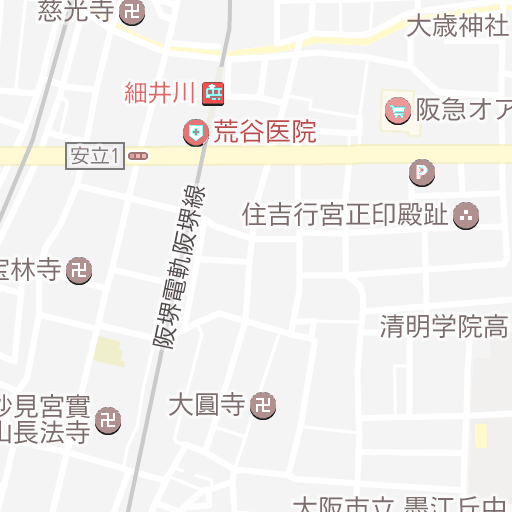 慈光寺
大歳神社
細井川
阪急オア
荒谷医院
安立1
住吉行宮正印殿趾
阪堺電軌阪堺線
宝林寺
清明学院高
大圓寺
妙見宮實
山長法寺
大阪市立 墨江丘中